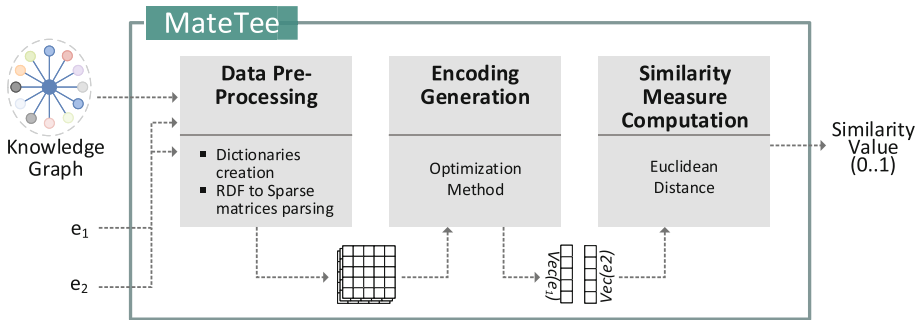 MateTee
Knowledge
Graph
e1
e2
Data Pre-
Processing
▪ Dictionaries
creation
▪ RDF to Sparse
matrices parsing
Encoding
Generation
Optimization
Method
Vec(e1)
Vec(e2)
Similarity
Measure
Computation
Euclidean
Distance
Similarity
Value
(0..1)